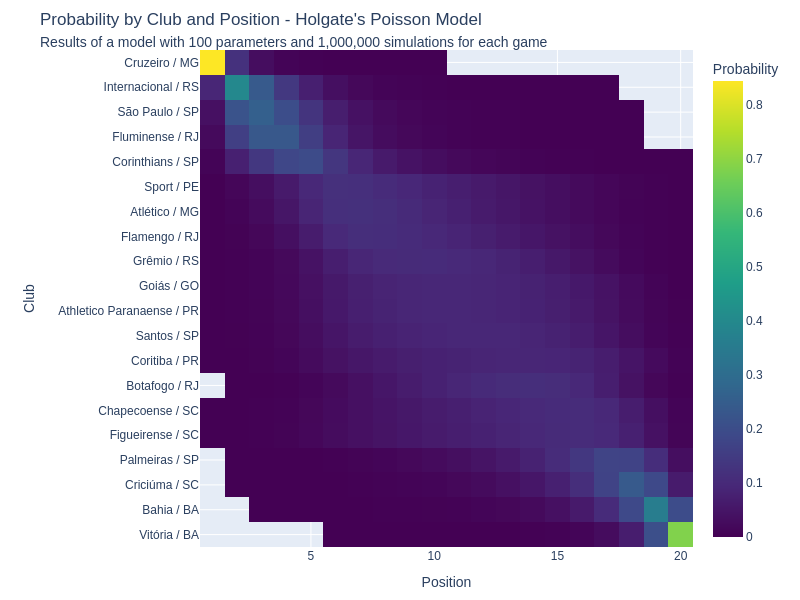 Probability by Club and Position - Holgate's Poisson Model
Results of a model with 100 parameters and 1,000,000 simulations for each game
Probability
Cruzeiro / MG
Internacional / RS
São Paulo / SP
Fluminense / RJ
Corinthians / SP
Sport / PE
Atlético / MG
Flamengo / RJ
Grêmio / RS
Goiás / GO
Athletico Paranaense / PR
Santos / SP
Coritiba / PR
Botafogo / RJ
Chapecoense / SC
Figueirense / SC
Palmeiras / SP
Criciúma / SC
Bahia / BA
Vitória / BA
Club
5
10
15
20
Position
0.8
0.7
0.6
0.5
0.4
0.3
0.2
0.1
0